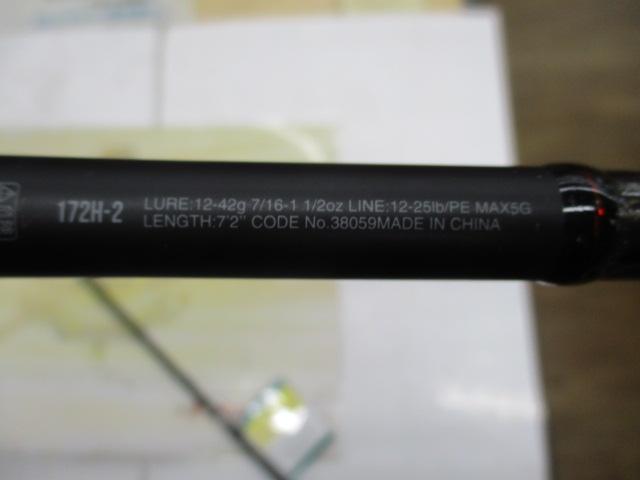 172H-2
LURE:12-42g 7/16-1 1/2oz LINE:12-25lb/PE MAX5G
LENGTH:7'2" CODE No.38059MADE IN CHINA